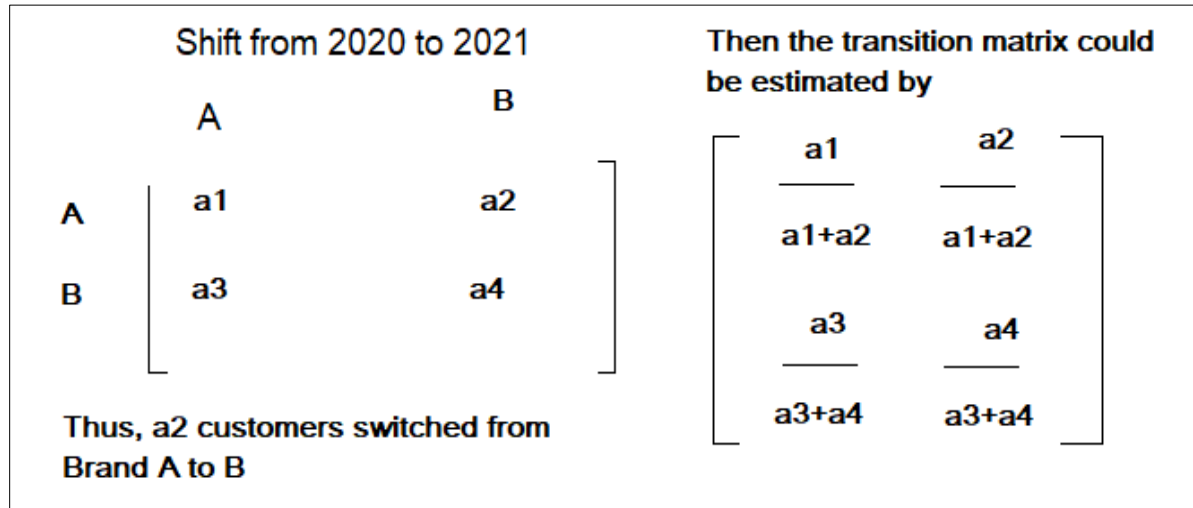 Shift from 2020 to 2021
A B
A a1 a2
B a3 a4
Thus, a2 customers switched from
Brand A to B
Then the transition matrix could
be estimated by
a1 a2
a1+a2 a1+a2
a3 a4
a3+a4 a3+a4